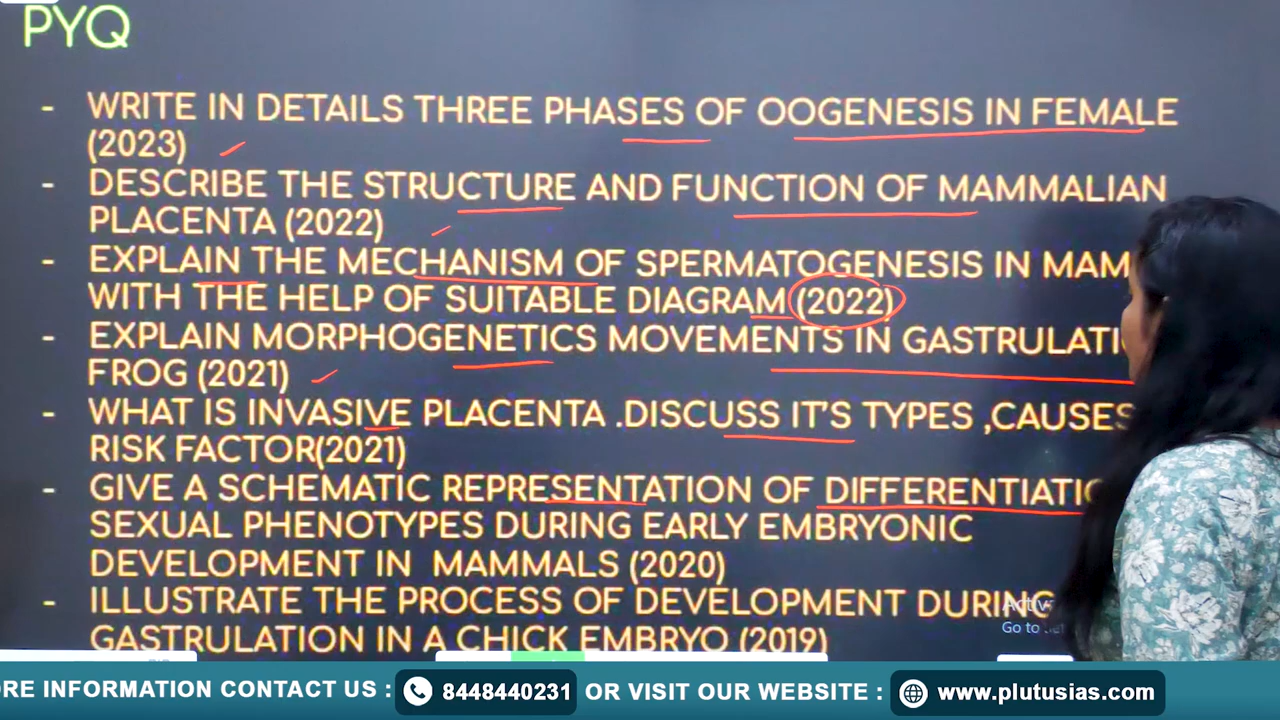 PYQ
- WRITE IN DETAILS THREE PHASES OF OOGENESIS IN FEMALE
(2023)
- DESCRIBE THE STRUCTURE AND FUNCTION OF MAMMALIAN
PLACENTA (2022)
- EXPLAIN THE MECHANISM OF SPERMATOGENESIS IN
WITH THE HELP OF SUITABLE DIAGRAM (2022)
- EXPLAIN MORPHOGENETICS MOVEMENTS IN
FROG (2021)
- WHAT IS INVASIVE PLACENTA .DISCUSS IT'S TYPES ,CAUSES
RISK FACTOR(2021)
- GIVE A SCHEMATIC REPRESENTATION OF
SEXUAL PHENOTYPES DURING EARLY EMBRYONIC
DEVELOPMENT IN MAMMALS (2020)
- ILLUSTRATE THE PROCESS OF DEVELOPMENT DURING
GASTRULATION IN A CHICK EMBRYO (2019)
Go to
INFORMATION CONTACT US : 8448440231 OR VISIT OUR WEBSITE : www.plutusias.com